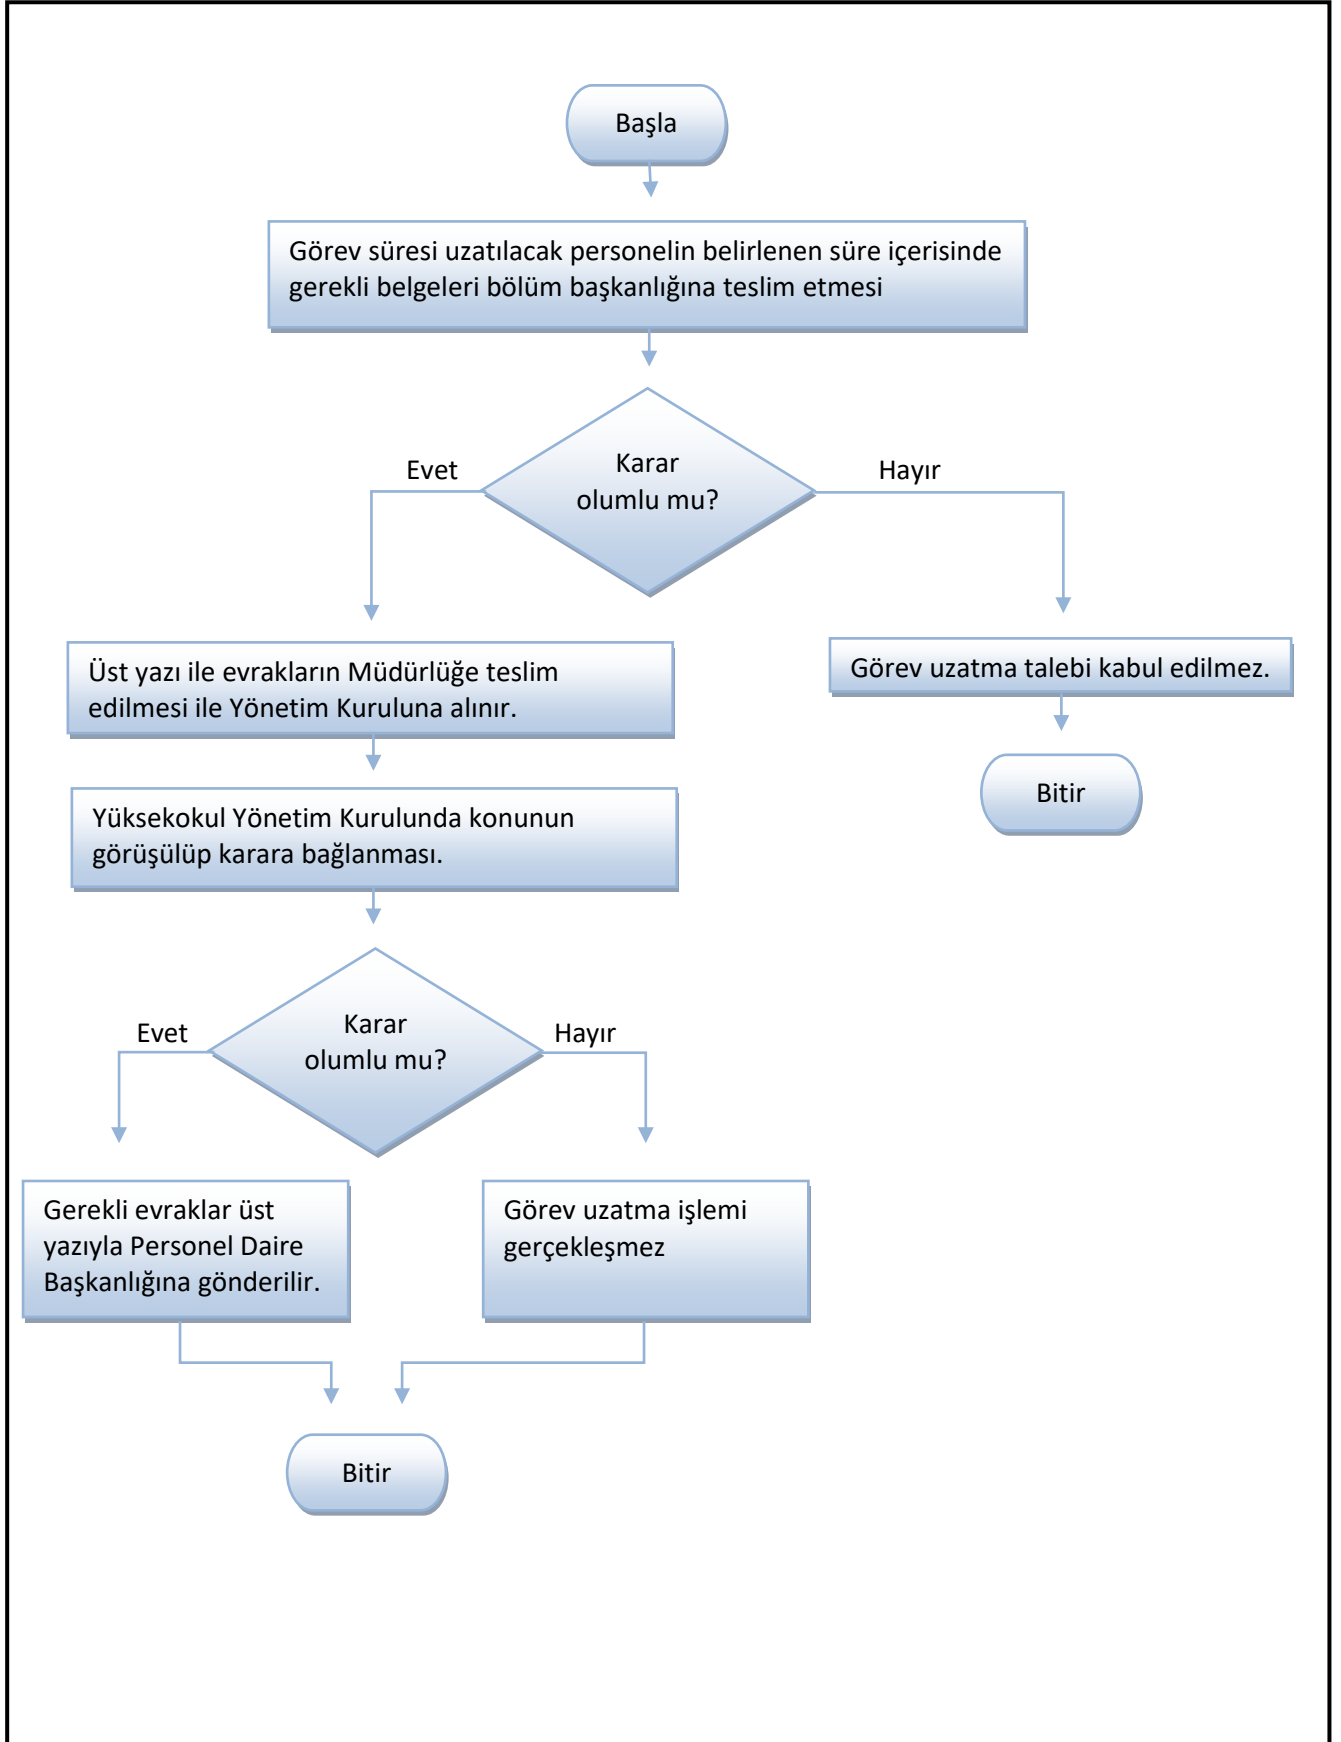 Başla
Görev süresi uzatılacak personelin belirlenen süre içerisinde
gerekli belgeleri bölüm başkanlığına teslim etmesi
Evet
Karar
olumlu mu?
Hayır
Üst yazı ile evrakların Müdürlüğe teslim
edilmesi ile Yönetim Kuruluna alınır.
Görev uzatma talebi kabul edilmez.
Yüksekokul Yönetim Kurulunda konunun
görüşülüp karara bağlanması.
Bitir
Evet
Karar
olumlu mu?
Hayır
Gerekli evraklar üst
yazıyla Personel Daire
Başkanlığına gönderilir.
Görev uzatma işlemi
gerçekleşmez
Bitir